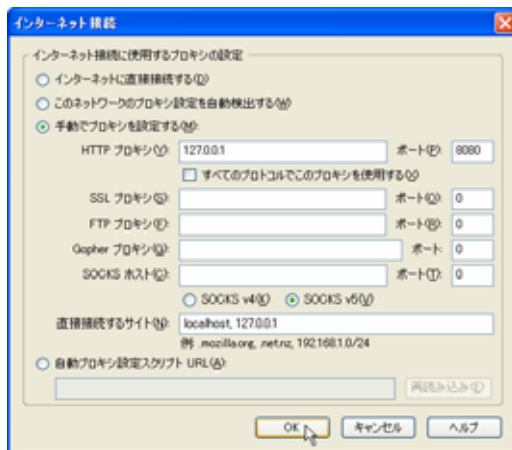 インターネット接続
インターネット接続に使用するプロキシの設定
インターネットに直接接続する(D)
このネットワークのプロキシ設定を自動検出する(W)
手動でプロキシを設定する(M):
HTTP プロキシ(Y): 127.0.0.1 ポート(P): 8080
すべてのプロトコルでこのプロキシを使用する(X)
SSL プロキシ(S): ポート(O): 0
FTP プロキシ(F): ポート(R): 0
Gopher プロキシ(G): ポート: 0
SOCKS ホスト(C): ポート(T): 0
SOCKS v4(K) SOCKS v5(V)
直接接続するサイト(N): localhost, 127.0.0.1
例: .mozilla.org, .net.nz, 192.168.1.0/24
自動プロキシ設定スクリプト URL(A):
再読み込み(E)
OK キャンセル ヘルプ